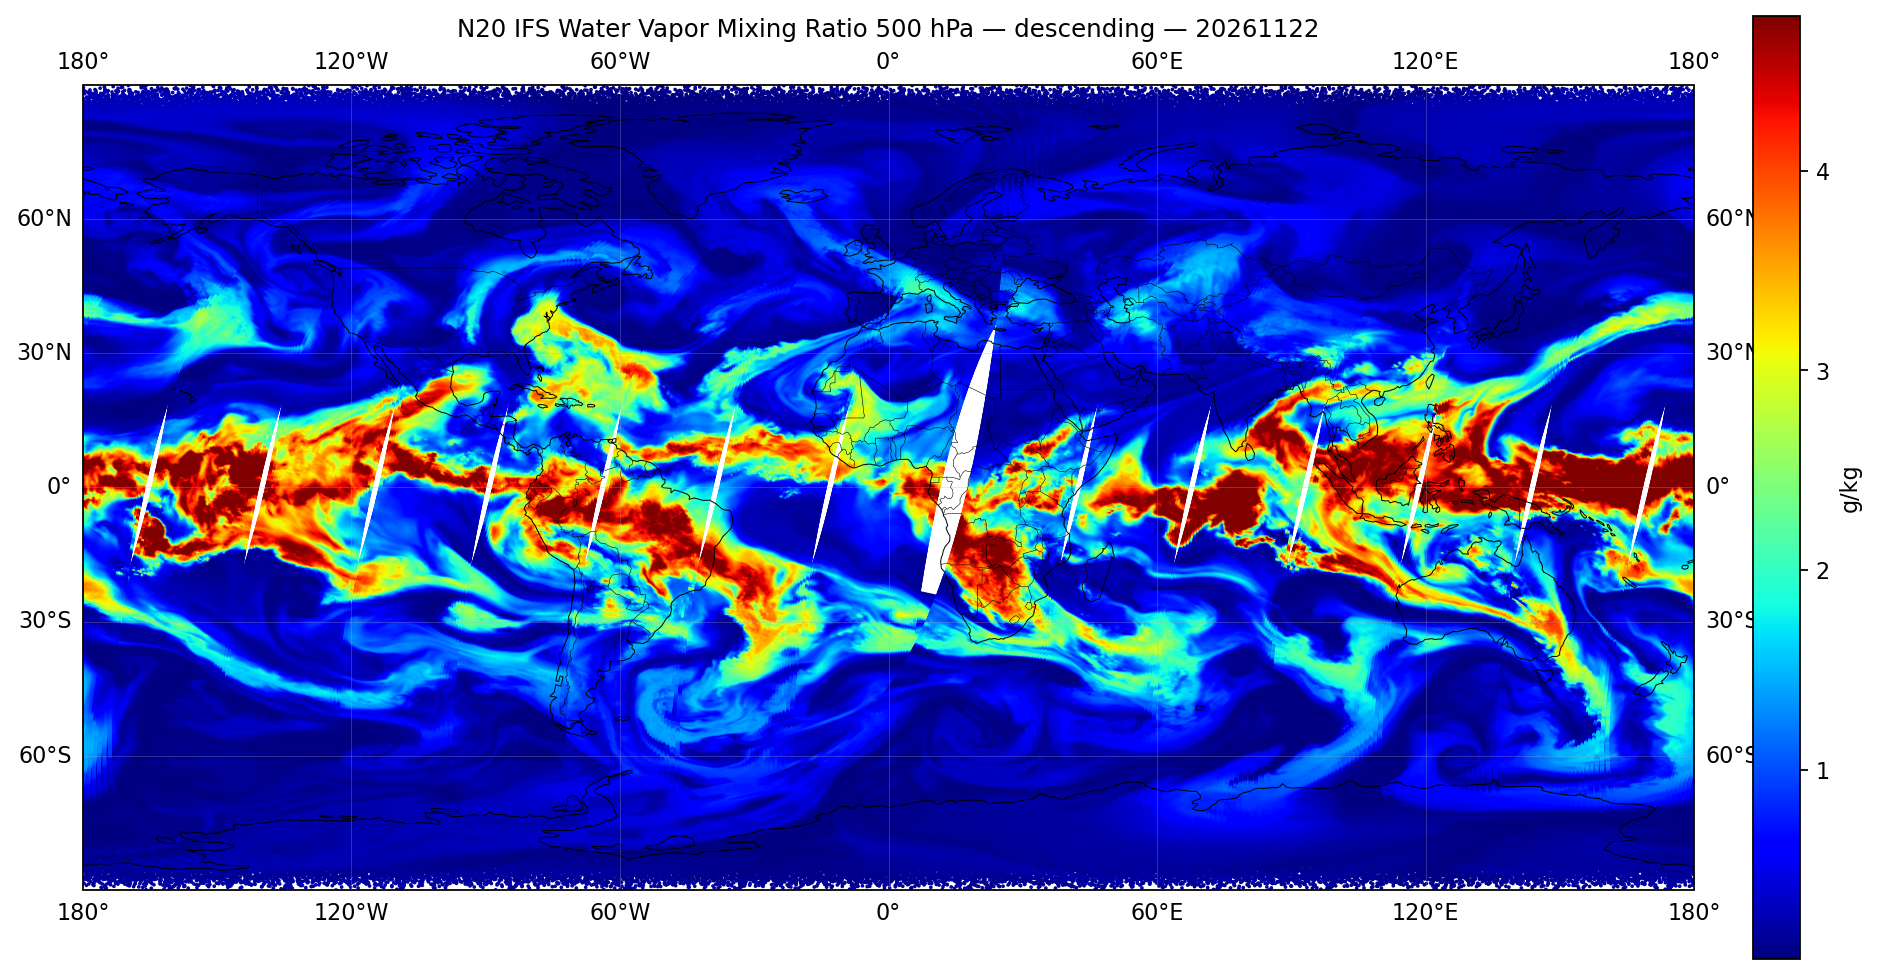 N20 IFS Water Vapor Mixing Ratio 500 hPa — descending — 20261122
180° 120°W 60°W 0° 60°E 120°E 180°
60°N 60°N
30°N 30°N
0° 0°
30°S 30°S
60°S 60°S
180° 120°W 60°W 0° 60°E 120°E 180°
4
3
2
1
g/kg